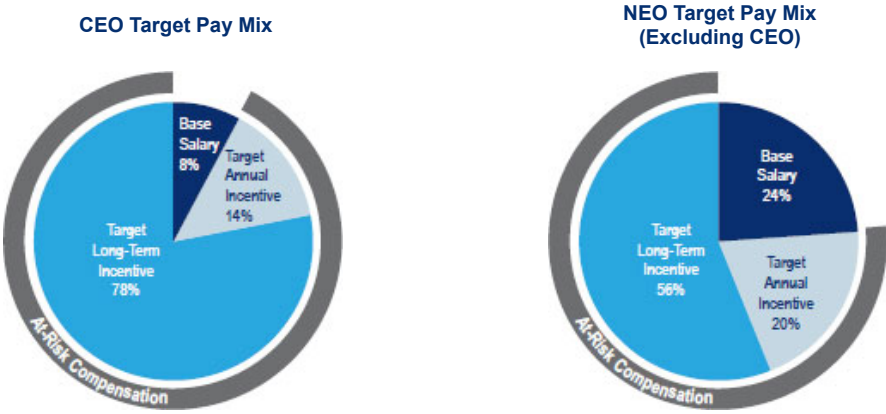 CEO Target Pay Mix
Base
Salary
8%
Target
Annual
Incentive
14%
Target
Long-Term
Incentive
78%
At-Risk Compensation
NEO Target Pay Mix
(Excluding CEO)
Base
Salary
24%
Target
Annual
Incentive
20%
Target
Long-Term
Incentive
56%
At-Risk Compensation